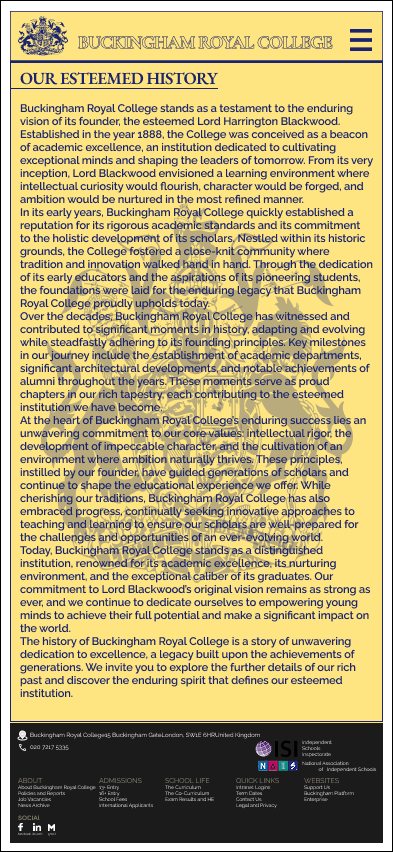 BUCKINGHAM ROYAL COLLEGE
OUR ESTEEMED HISTORY
Buckingham Royal College stands as a testament to the enduring
vision of its founder, the esteemed Lord Harrington Blackwood.
Established in the year 1888, the College was conceived as a beacon
of academic excellence, an institution dedicated to cultivating
exceptional minds and shaping the leaders of tomorrow. From its very
inception, Lord Blackwood envisioned a learning environment where
intellectual curiosity would flourish, character would be forged, and
ambition would be nurtured in the most refined manner.
In its early years, Buckingham Royal College quickly established a
reputation for its rigorous academic standards and its commitment
to the holistic development of its scholars. Nestled within its historic
grounds, the College fostered a close-knit community where
tradition and innovation walked hand in hand. Through the dedication
of its early educators and the aspirations of its pioneering students,
the foundations were laid for the enduring legacy that Buckingham
Royal College proudly upholds today.
Over the decades, Buckingham Royal College has witnessed and
contributed to significant moments in history, adapting and evolving
while steadfastly adhering to its founding principles. Key milestones
in our journey include the establishment of academic departments,
significant architectural developments, and notable achievements of
alumni throughout the years. These moments serve as proud
chapters in our rich tapestry, each contributing to the esteemed
institution we have become.
At the heart of Buckingham Royal College's enduring success lies an
unwavering commitment to our core values: intellectual rigor, the
development of impeccable character, and the cultivation of an
environment where ambition naturally thrives. These principles,
instilled by our founder, have guided generations of scholars and
continue to shape the educational experience we offer. While
cherishing our traditions, Buckingham Royal College has also
embraced progress, continually seeking innovative approaches to
teaching and learning to ensure our scholars are well-prepared for
the challenges and opportunities of an ever-evolving world.
Today, Buckingham Royal College stands as a distinguished
institution, renowned for its academic excellence, its nurturing
environment, and the exceptional caliber of its graduates. Our
commitment to Lord Blackwood's original vision remains as strong as
ever, and we continue to dedicate ourselves to empowering young
minds to achieve their full potential and make a significant impact on
the world.
The history of Buckingham Royal College is a story of unwavering
dedication to excellence, a legacy built upon the achievements of
generations. We invite you to explore the further details of our rich
past and discover the enduring spirit that defines our esteemed
institution.
Buckingham Royal College15 Buckingham GateLondon, SW1E 6HRUnited Kingdom
020 7217 5335
ISI Independent
Schools
Inspectorate
NAIS National Association
of Independent Schools
ABOUT ADMISSIONS SCHOOL LIFE QUICK LINKS WEBSITES
About Buckingham Royal College 13+ Entry The Curriculum Intranet Logins Support Us
Policies and Reports 16+ Entry The Co-Curriculum Term Dates Buckingham Platform
Job Vacancies School Fees Exam Results and HE Contact Us Enterprise
News Archive International Applicants Legal and Privacy
SOCIAL